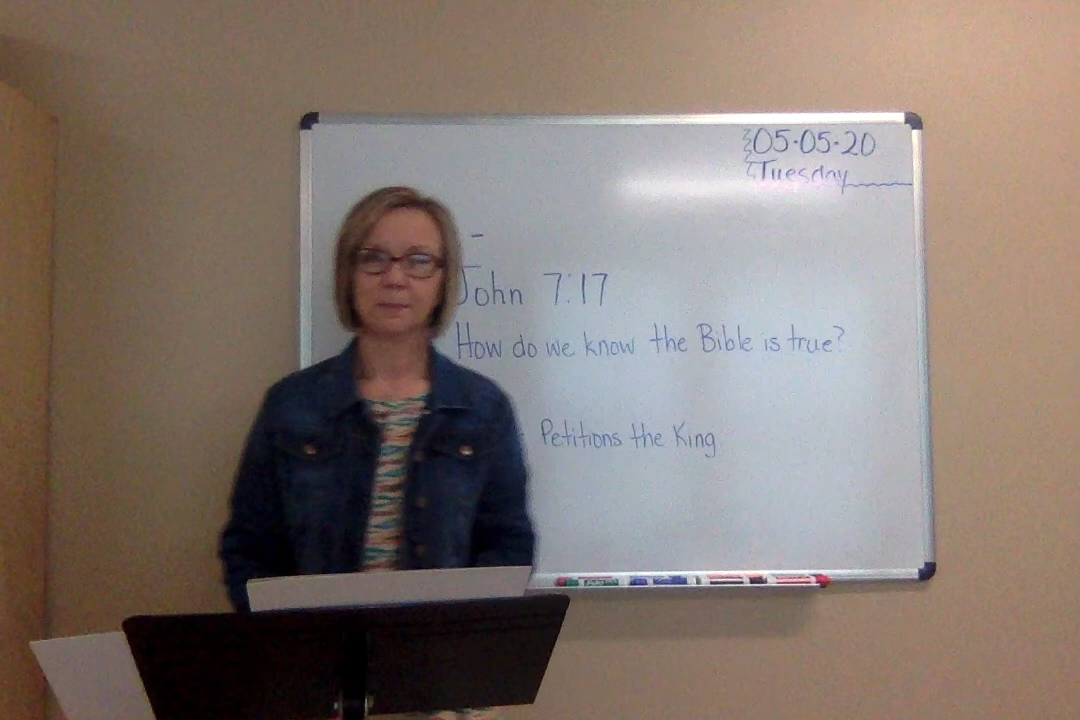 05·05·20
Tuesday
John 7:17
How do we know the Bible is true?
Petitions the King